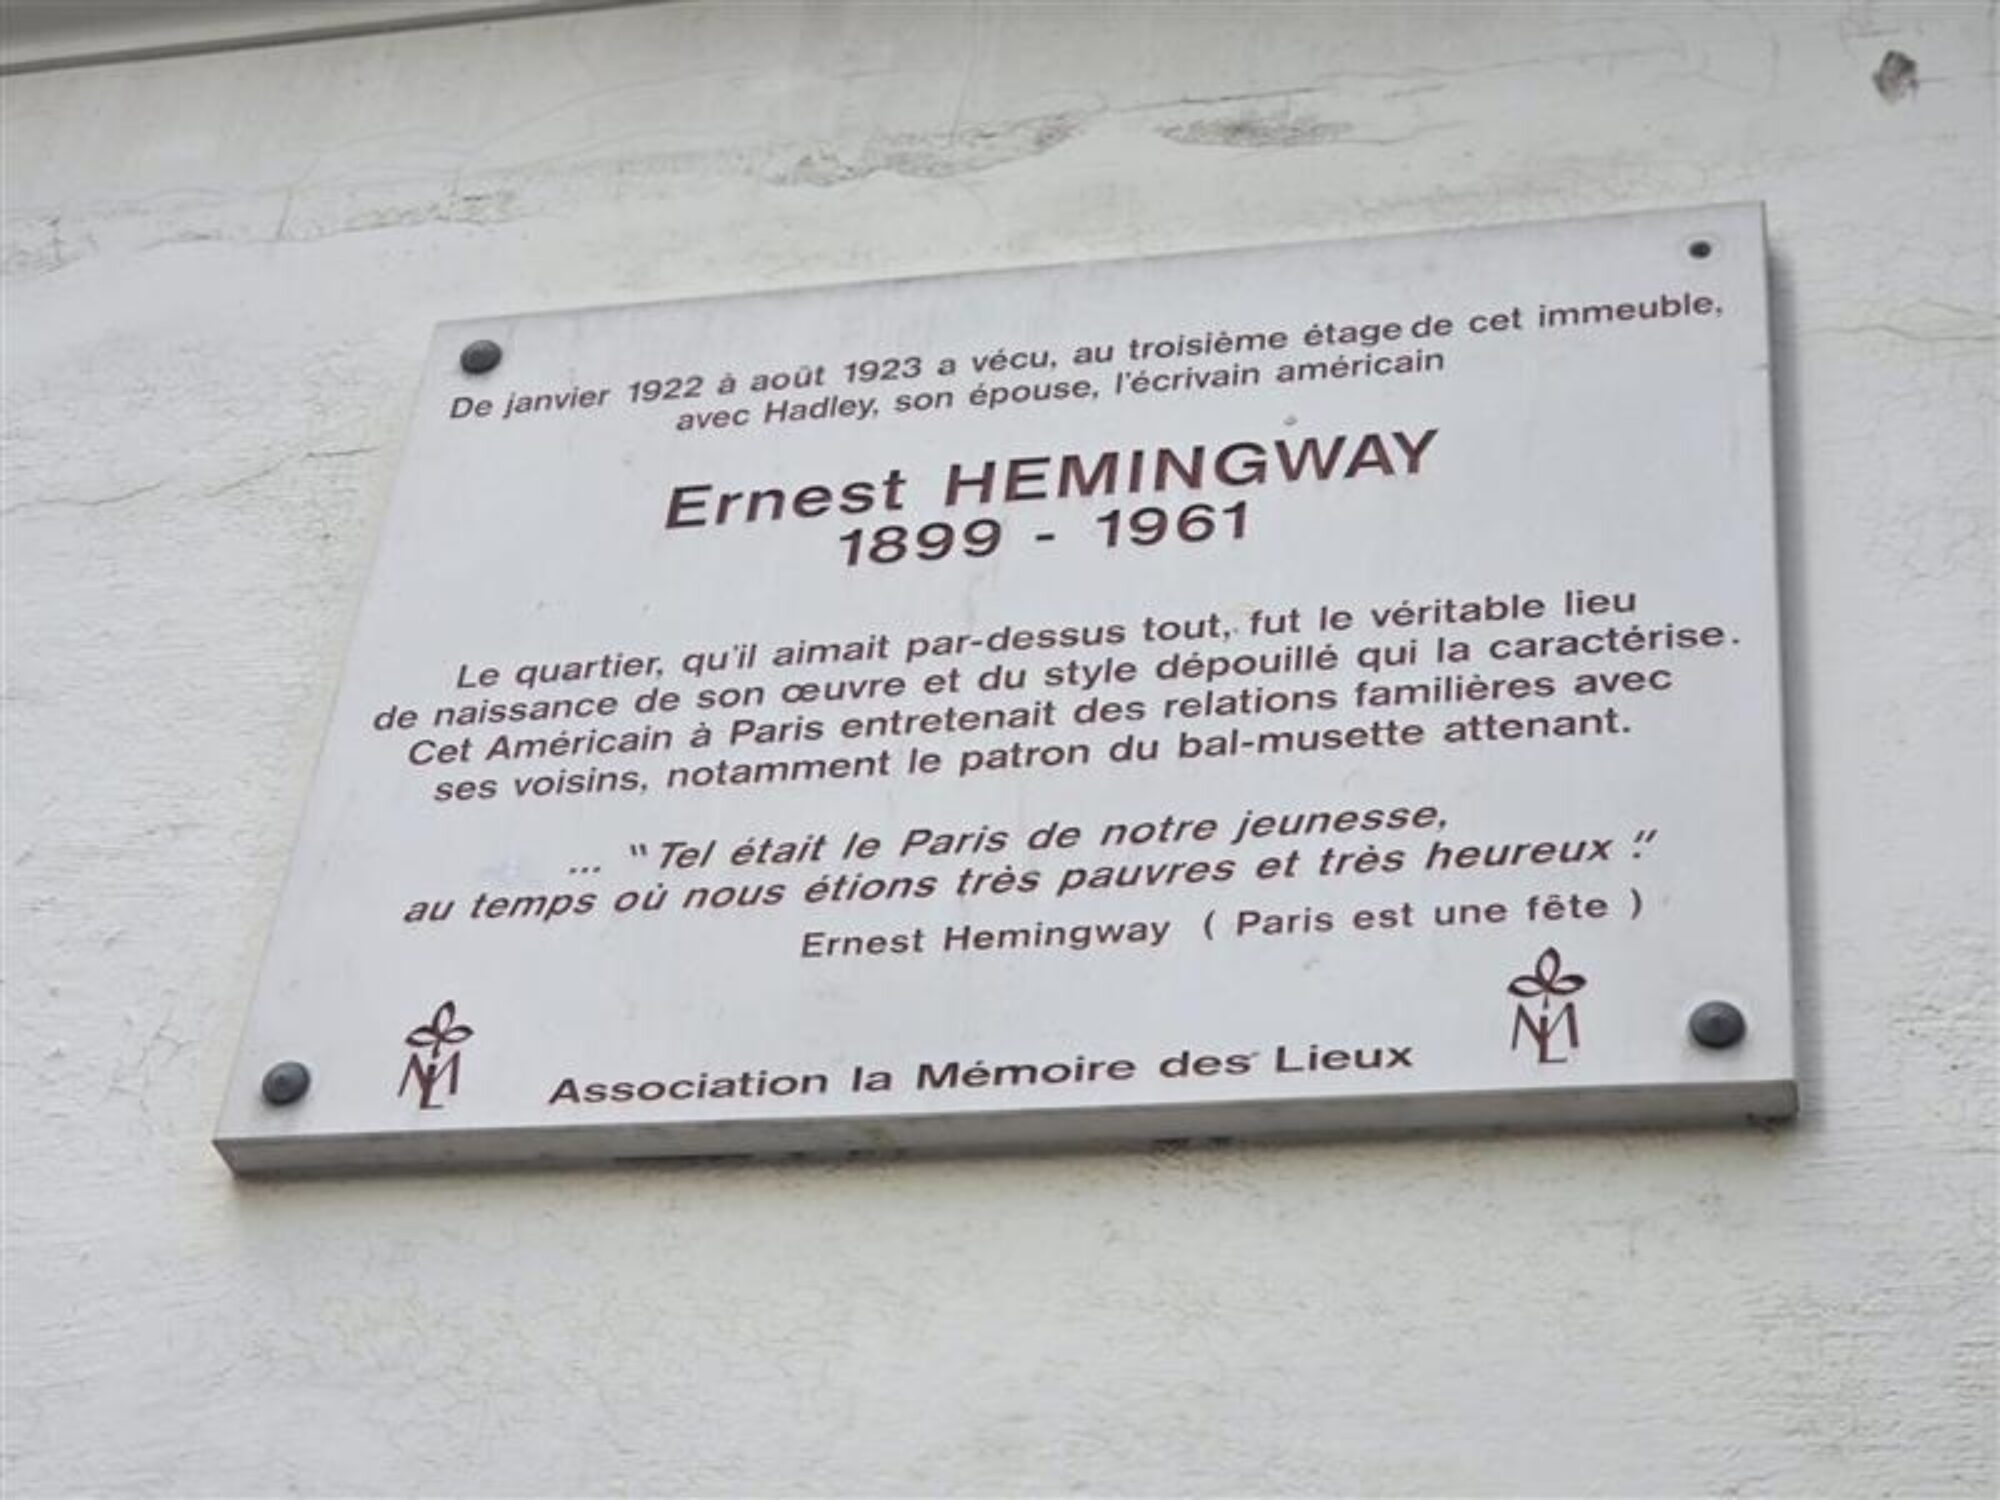 De janvier 1922 à août 1923 a vécu, au troisième étage de cet immeuble,
avec Hadley, son épouse, l'écrivain américain
Ernest HEMINGWAY
1899 - 1961
Le quartier, qu'il aimait par-dessus tout, fut le véritable lieu
de naissance de son œuvre et du style dépouillé qui la caractérise.
Cet Américain à Paris entretenait des relations familières avec
ses voisins, notamment le patron du bal-musette attenant.
... "Tel était le Paris de notre jeunesse,
au temps où nous étions très pauvres et très heureux."
Ernest Hemingway ( Paris est une fête )
Association la Mémoire des Lieux